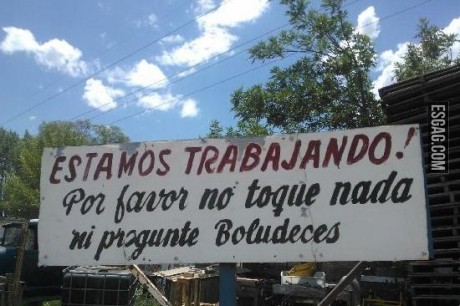 ESTAMOS TRABAJANDO!
Por favor no toque nada
ni pregunte Boludeces
ESGAG.COM